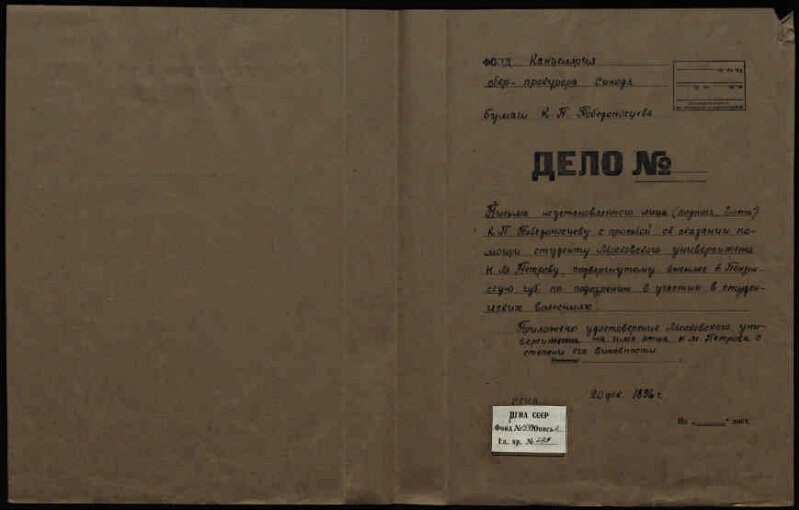 ФОНД Канцелярия
обер-прокурора Синода
Бумаги К. П. Победоносцева
ДЕЛО №
Письма неустановленного лица (подпись
К. П. Победоносцеву с просьбой об оказании по-
мощи студенту Московского университета
Н. М. Петрову, подвергнутому высылке в Пензен-
скую губ. по подозрению в участии в студен-
ческих волнениях.
Приложено удостоверение Московского уни-
верситета на имя отца Н. М. Петрова о
степени его виновности
20 дек. 1896 г.
На „ “ лист.
ЦГИА СССР
Фонд № опись
Ед. хр. №